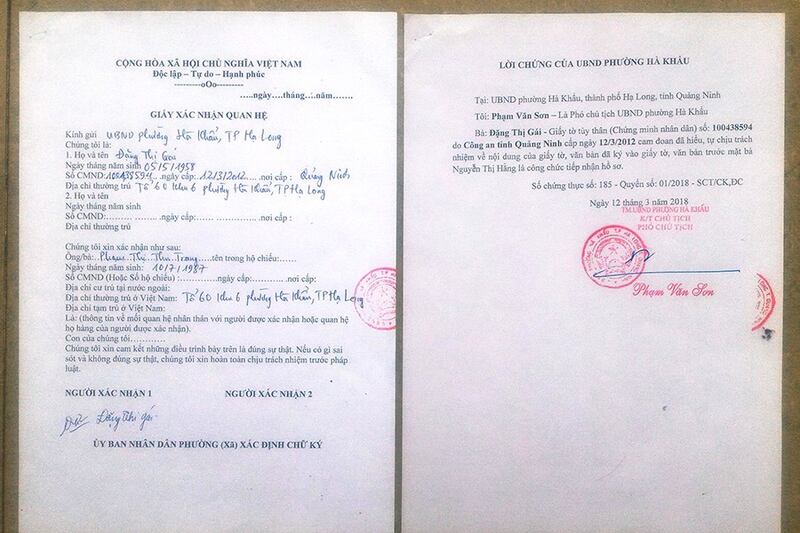 CỘNG HÒA XÃ HỘI CHỦ NGHĨA VIỆT NAM
Độc lập – Tự do – Hạnh phúc
---------oOo---------
.....ngày....tháng....năm.......
GIẤY XÁC NHẬN QUAN HỆ
Kính gửi UBND phường Hà Khẩu, TP Hạ Long
Chúng tôi là:
1. Họ và tên Đặng Thị Gái
Ngày tháng năm sinh 05/5/1958
Số CMND: 100438594 ngày cấp: 12/3/2012 nơi cấp: Quảng Ninh
Địa chỉ thường trú Tổ 60 khu 6 phường Hà Khẩu, TP Hạ Long
2. Họ và tên
Ngày tháng năm sinh
Số CMND: ........ ngày cấp: ........ nơi cấp :
Địa chỉ thường trú
Chúng tôi xin xác nhận như sau:
Ông/bà: Phạm Thị Thu Trang....tên trong hộ chiếu:......
Ngày tháng năm sinh: 10/7/1987
Số CMND (Hoặc Số hộ chiếu) :........ngày cấp:........nơi cấp:
Địa chỉ cư trú tại nước ngoài:
Địa chỉ thường trú ở Việt Nam: Tổ 60 khu 6 phường Hà Khẩu, TP Hạ Long
Địa chỉ tạm trú ở Việt Nam:
Là: (thông tin về mối quan hệ nhân thân với người được xác nhận hoặc quan hệ
họ hàng của người được xác nhận).
Con của chúng tôi............
Chúng tôi xin cam kết những điều trình bày trên là đúng sự thật. Nếu có gì sai
sót và không đúng sự thật, chúng tôi xin hoàn toàn chịu trách nhiệm trước pháp
luật.
NGƯỜI XÁC NHẬN 1 NGƯỜI XÁC NHẬN 2
Đặng Thị Gái
ỦY BAN NHÂN DÂN PHƯỜNG (Xã) XÁC ĐỊNH CHỮ KÝ
LỜI CHỨNG CỦA UBND PHƯỜNG HÀ KHẨU
Tại: UBND phường Hà Khẩu, thành phố Hạ Long, tỉnh Quảng Ninh
Tôi: Phạm Văn Sơn – Là Phó chủ tịch UBND phường Hà Khẩu
Bà: Đặng Thị Gái - Giấy tờ tùy thân (Chứng minh nhân dân) số: 100438594
do Công an tỉnh Quảng Ninh cấp ngày 12/3/2012 cam đoan đã hiểu, tự chịu trách
nhiệm về nội dung của giấy tờ, văn bản đã ký vào giấy tờ, văn bản trước mặt bà
Nguyễn Thị Hằng là công chức tiếp nhận hồ sơ.
Số chứng thực số: 185 - Quyển số: 01/2018 - SCT/CK,ĐC
Ngày 12 tháng 3 năm 2018
TM.UBND PHƯỜNG HÀ KHẨU
K/T CHỦ TỊCH
PHÓ CHỦ TỊCH
Phạm Văn Sơn